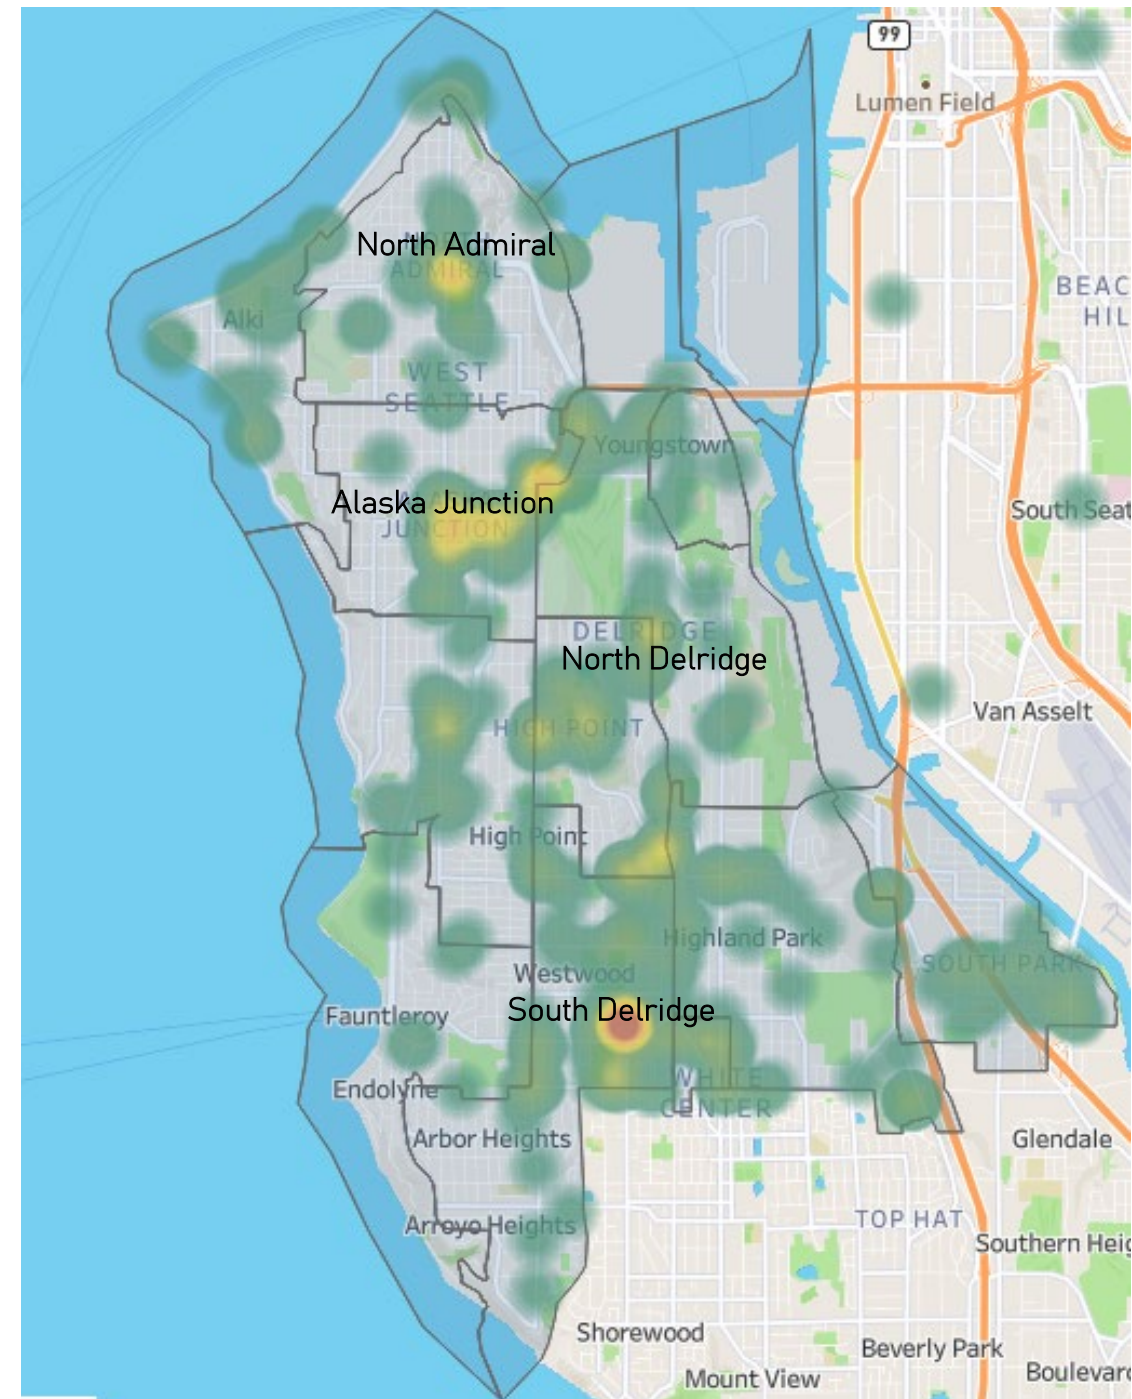 99
Lumen Field
North Admiral
NORTH
ADMIRAL
BEAC
HIL
Alki
WEST
SEATTLE
Youngstown
Alaska Junction
JUNCTION
South Seat
DELRIDGE
North Delridge
Van Asselt
HIGH POINT
High Point
Highland Park
SOUTH PARK
Westwood
South Delridge
Fauntleroy
WHITE
CENTER
Endolyne
Arbor Heights
Glendale
Arroyo Heights
TOP HAT
Southern Heig
Shorewood
Beverly Park
Mount View
Boulevard